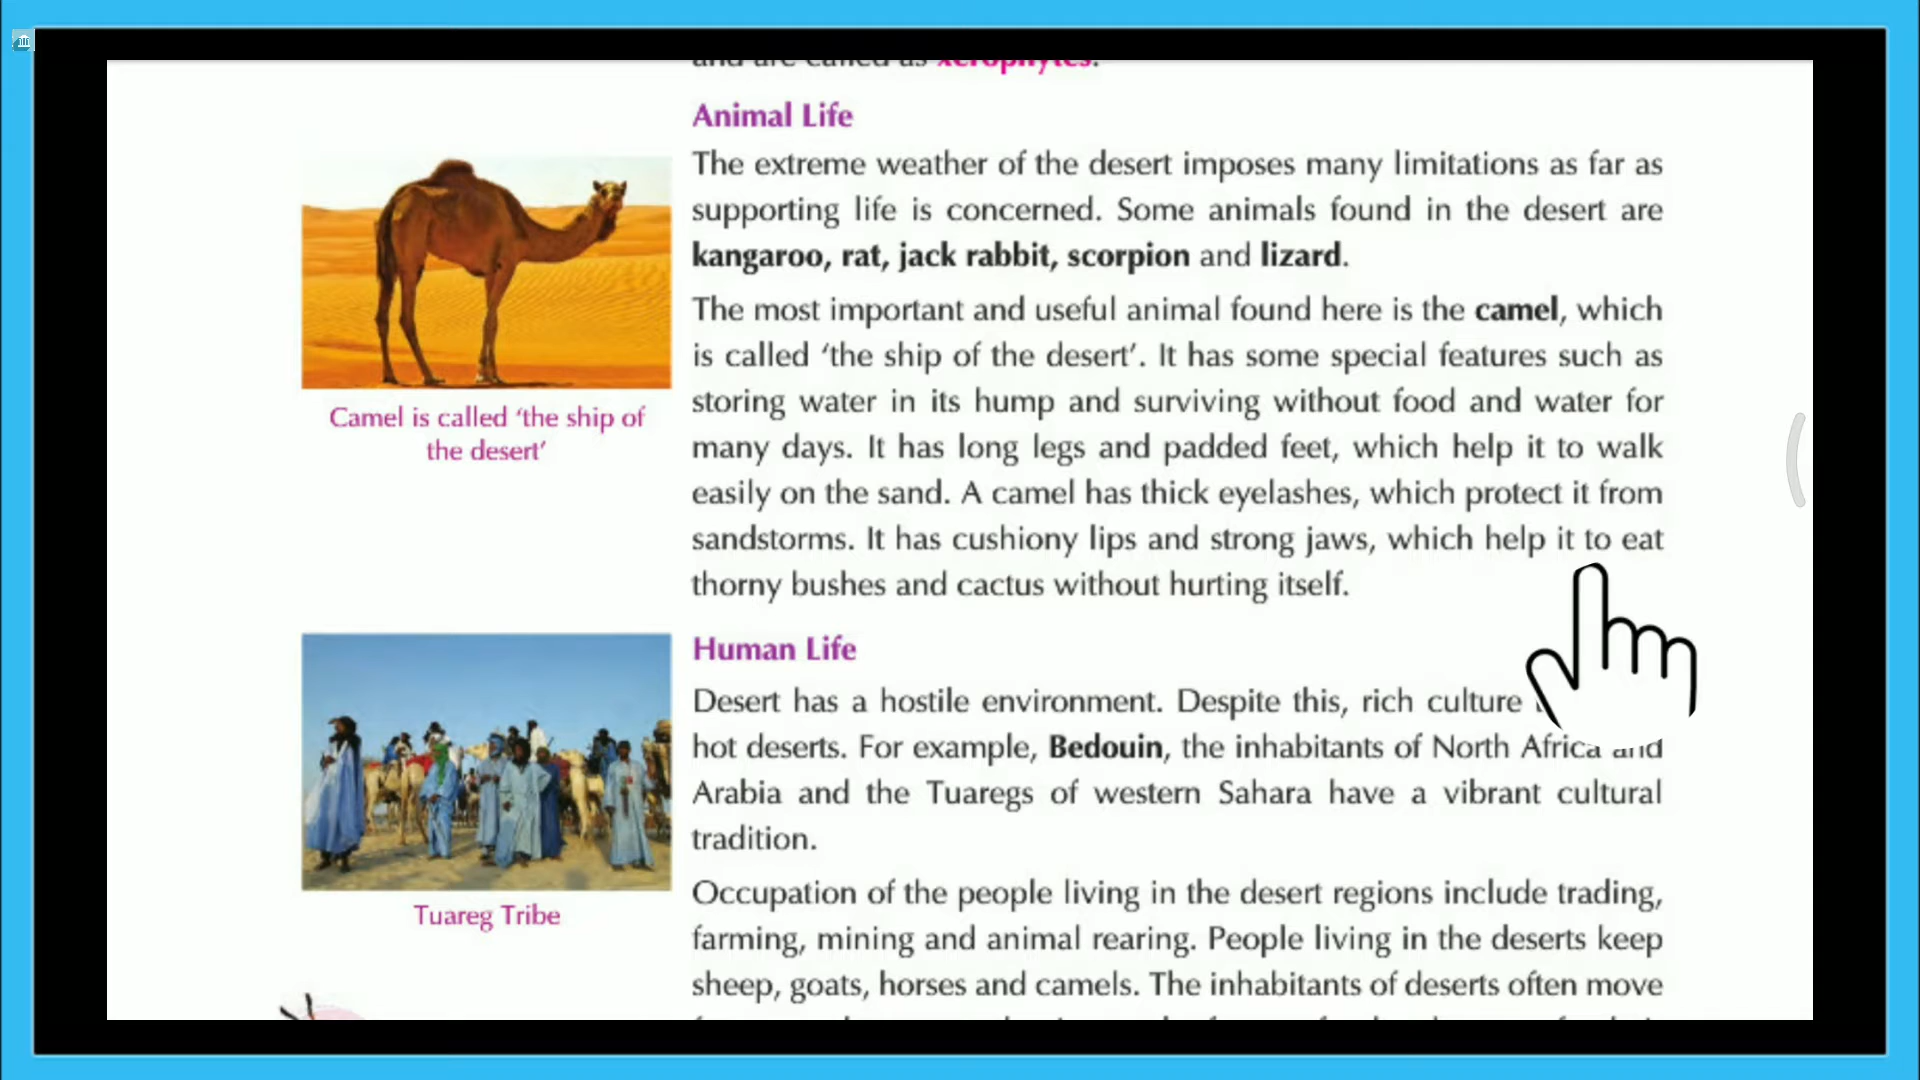 and are called as xerophytes.
Animal Life
The extreme weather of the desert imposes many limitations as far as
supporting life is concerned. Some animals found in the desert are
kangaroo, rat, jack rabbit, scorpion and lizard.
The most important and useful animal found here is the camel, which
is called ‘the ship of the desert’. It has some special features such as
storing water in its hump and surviving without food and water for
many days. It has long legs and padded feet, which help it to walk
easily on the sand. A camel has thick eyelashes, which protect it from
sandstorms. It has cushiony lips and strong jaws, which help it to eat
thorny bushes and cactus without hurting itself.
Camel is called ‘the ship of
the desert’
Human Life
Desert has a hostile environment. Despite this, rich culture
hot deserts. For example, Bedouin, the inhabitants of North Africa and
Arabia and the Tuaregs of western Sahara have a vibrant cultural
tradition.
Occupation of the people living in the desert regions include trading,
farming, mining and animal rearing. People living in the deserts keep
sheep, goats, horses and camels. The inhabitants of deserts often move
Tuareg Tribe